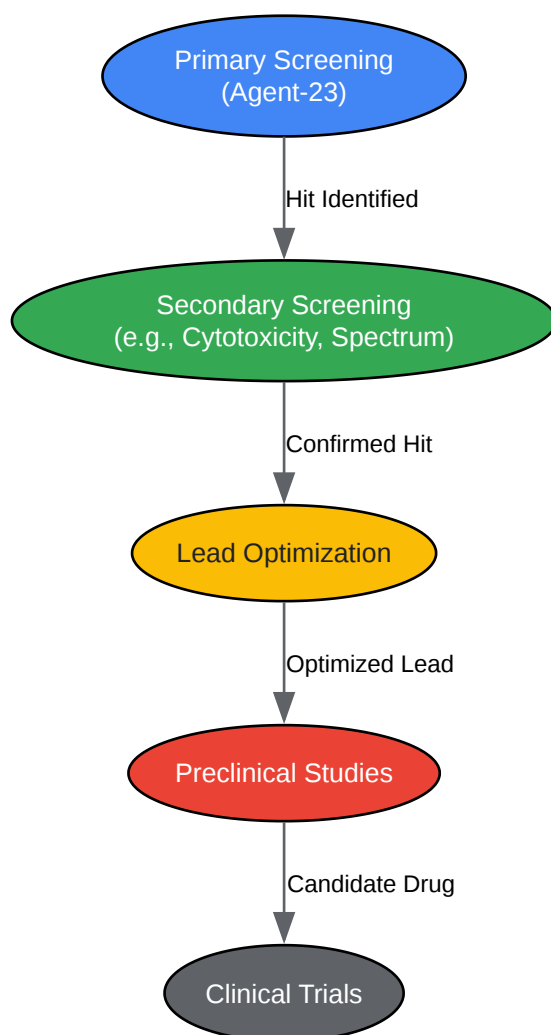 Primary Screening
(Agent-23)
Hit Identified
Secondary Screening
(e.g., Cytotoxicity, Spectrum)
Confirmed Hit
Lead Optimization
Optimized Lead
Preclinical Studies
Candidate Drug
Clinical Trials